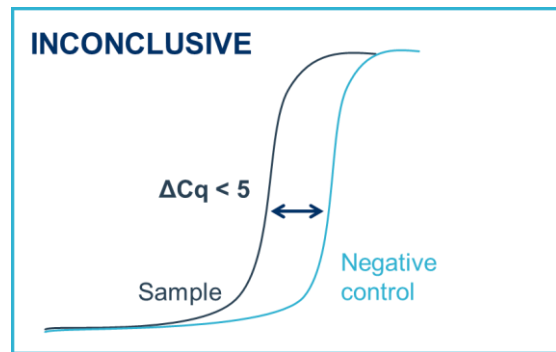 INCONCLUSIVE
ΔCq < 5
Sample
Negative
control